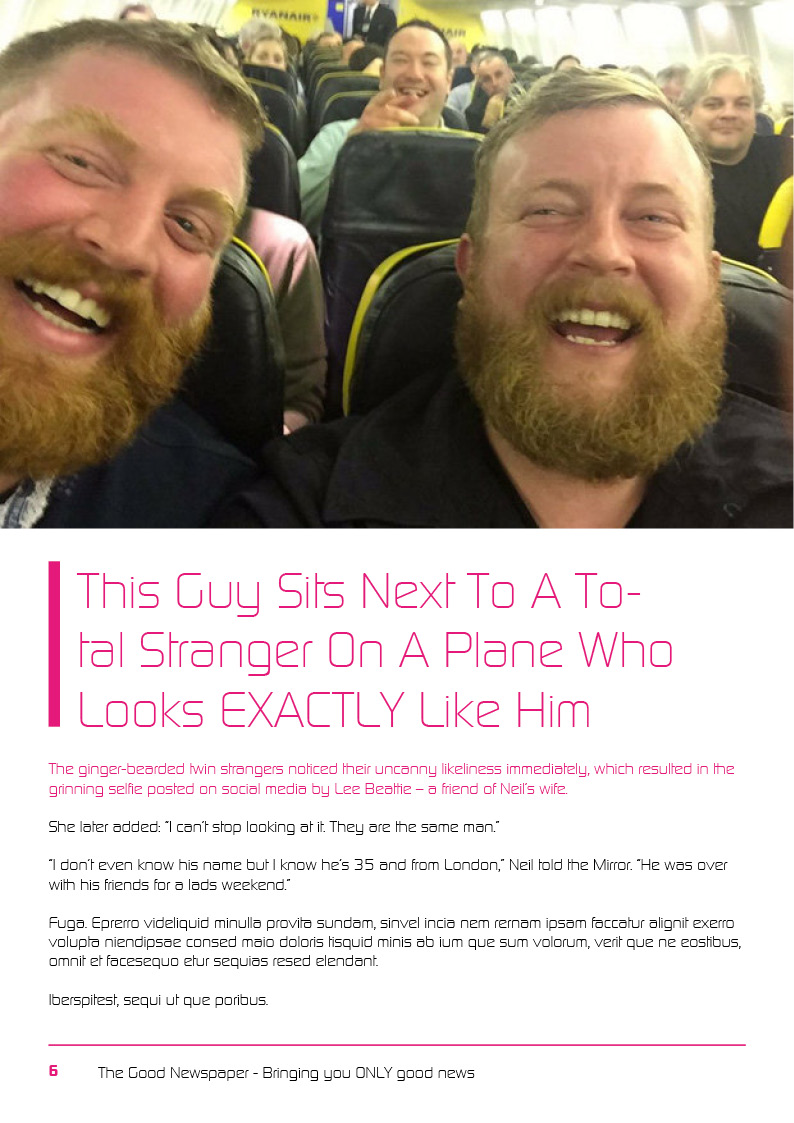 RYANAIR
AIR
This Guy Sits Next To A To-
tal Stranger On A Plane Who
Looks EXACTLY Like Him
The ginger-bearded twin strangers noticed their uncanny likeliness immediately, which resulted in the
grinning selfie posted on social media by Lee Beattie – a friend of Neil's wife.
She later added: "I can't stop looking at it. They are the same man."
"I don't even know his name but I know he's 35 and from London," Neil told the Mirror. "He was over
with his friends for a lads weekend."
Fuga. Eprerro videliquid minulla provita sundam, sinvel incia nem rernam ipsam faccatur alignit exerro
volupta niendipsae consed maio doloris tisquid minis ab ium que sum volorum, verit que ne eostibus,
omnit et facesequo etur sequias resed elendant.
Iberspitest, sequi ut que poribus.
6 The Good Newspaper - Bringing you ONLY good news